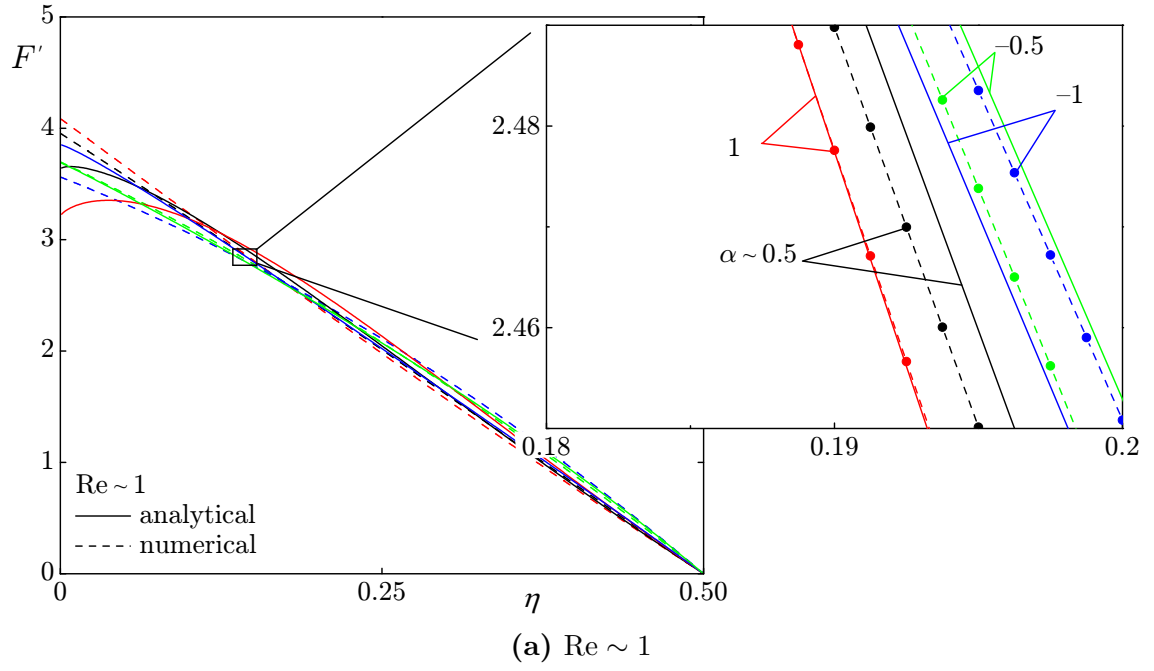 5
F′
4
3
2
1
0
0
0.25
0.50
η
Re ~ 1
analytical
numerical
2.48
2.46
0.18
0.19
0.2
1
α ~ 0.5
–0.5
–1
(a) Re ∼ 1